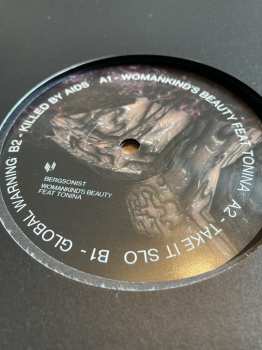 A1 - WOMANKIND'S BEAUTY FEAT TONINA A2 - TAKE IT SLO B1 - GLOBAL WARNING B2 - KILLED BY AIDS
BERGSONIST
WOMANKIND'S BEAUTY
FEAT TONINA